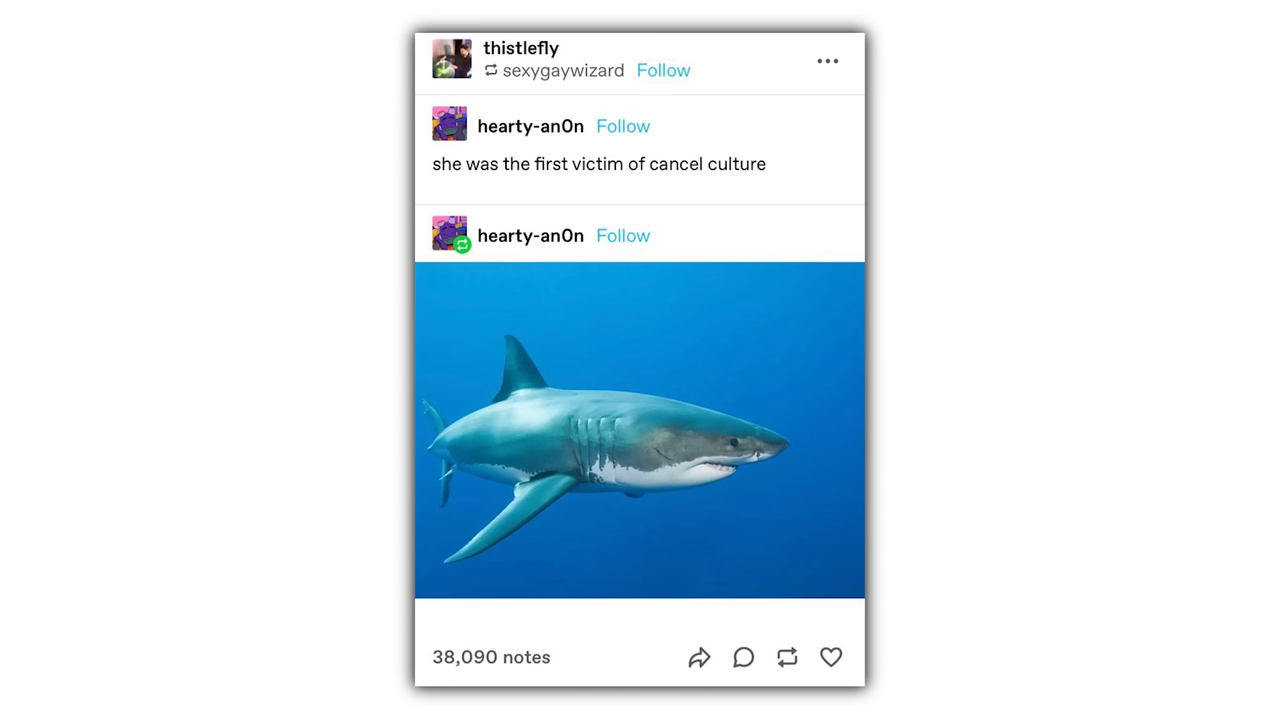 thistlefly
sexygaywizard Follow
hearty-an0n Follow
she was the first victim of cancel culture
hearty-an0n Follow
38,090 notes